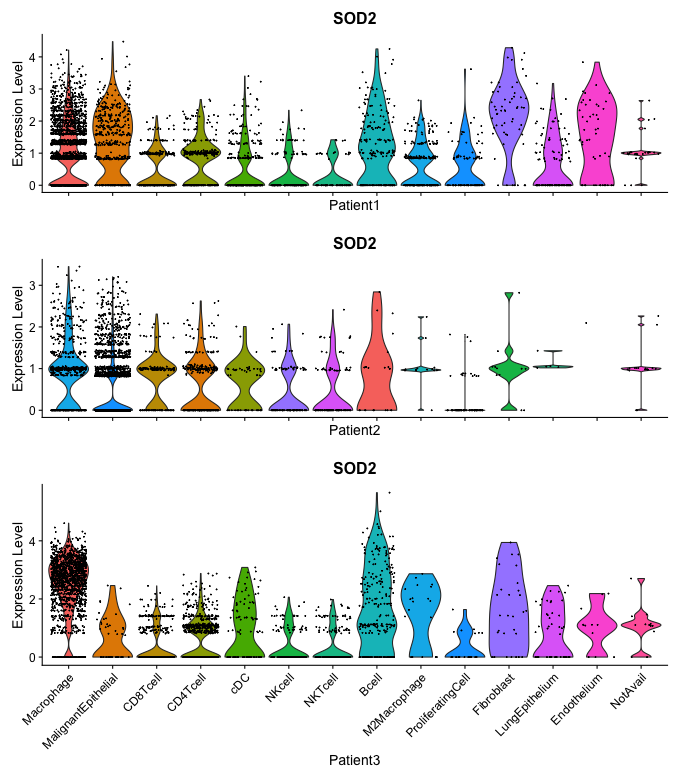 SOD2
Expression Level
4
3
2
1
0
Patient1
SOD2
Expression Level
3
2
1
0
Patient2
SOD2
Expression Level
4
2
0
Macrophage
MalignantEpithelial
CD8Tcell
CD4Tcell
cDC
NKcell
NKTcell
Bcell
M2Macrophage
ProliferatingCell
Fibroblast
LungEpithelium
Endothelium
NotAvail
Patient3